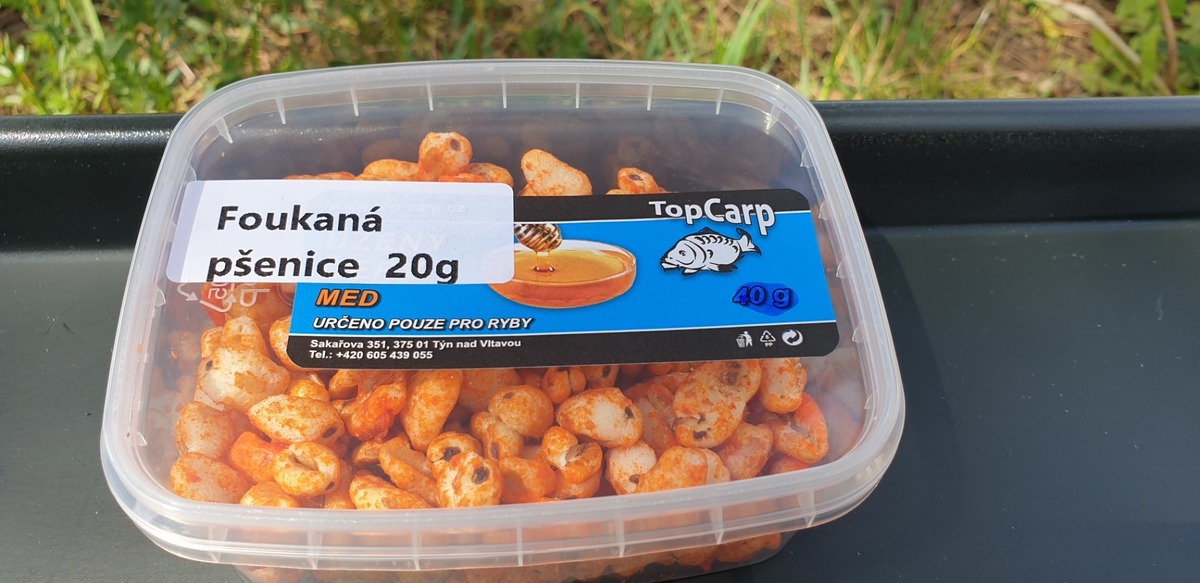 Foukaná
pšenice 20g
TopCarp
MED
40 g
URČENO POUZE PRO RYBY
Sakařova 351, 375 01 Týn nad Vltavou
Tel.: +420 605 439 055